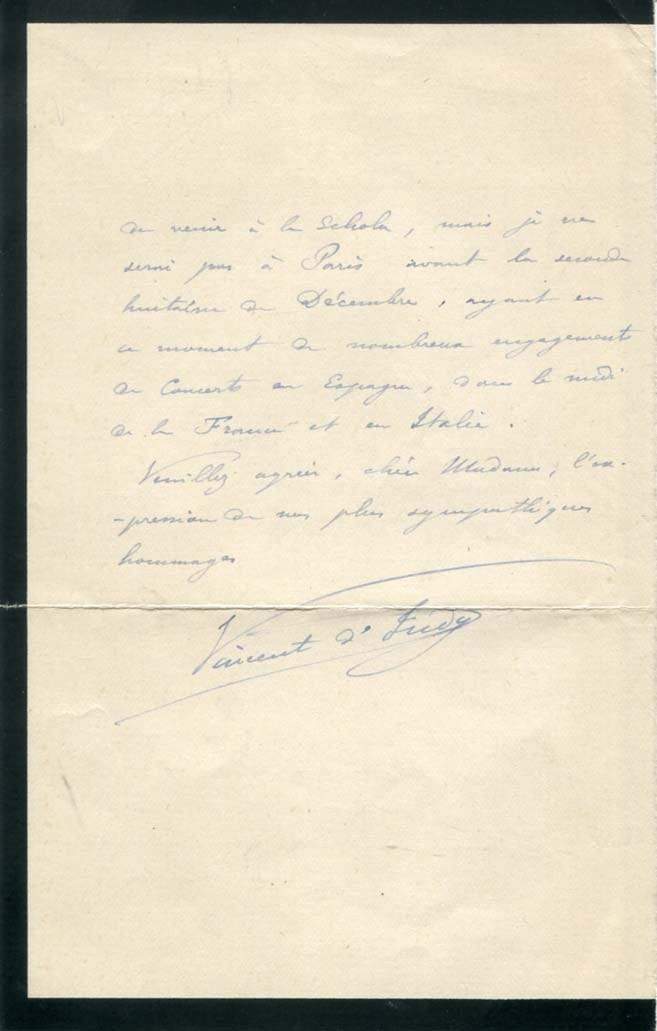 de venir à la Schola, mais je ne
serai pas à Paris avant la seconde
huitaine de Décembre, ayant en
ce moment de nombreux engagements
de Concerts en Espagne, dans le midi
de la France et en Italie.
Veuillez agréer, chère Madame, l'ex-
-pression de mes plus sympathiques
hommages
Vincent d'Indy